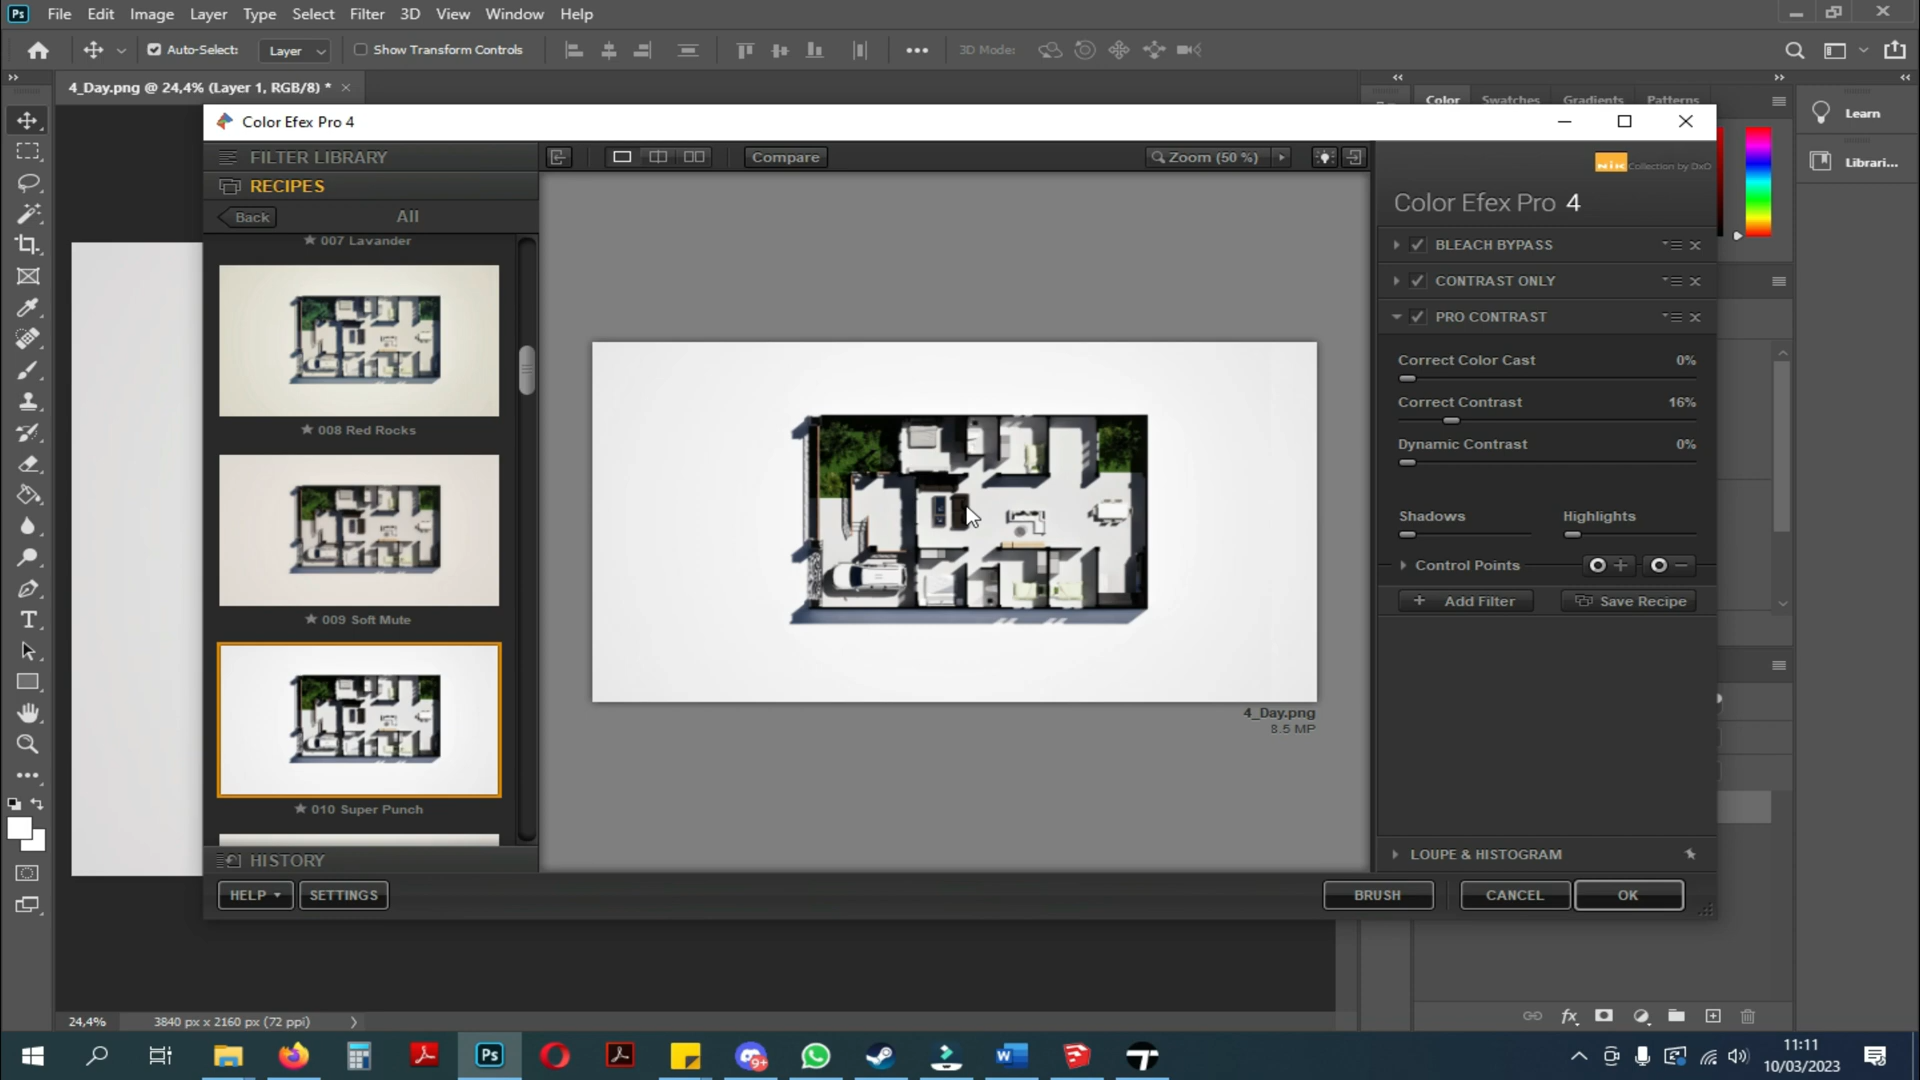 Ps File Edit Image Layer Type Select Filter 3D View Window Help
Auto-Select: Layer Show Transform Controls 3D Mode:
4_Day.png @ 24,4% (Layer 1, RGB/8) *
Color Swatches Gradients Patterns
Learn
Librari...
Color Efex Pro 4
FILTER LIBRARY
RECIPES
Back All
007 Lavander
008 Red Rocks
009 Soft Mute
010 Super Punch
HISTORY
HELP SETTINGS
Compare Zoom (50 %)
4_Day.png
8.5 MP
Nik Collection by DxO
Color Efex Pro 4
BLEACH BYPASS
CONTRAST ONLY
PRO CONTRAST
Correct Color Cast 0%
Correct Contrast 16%
Dynamic Contrast 0%
Shadows Highlights
Control Points
Add Filter Save Recipe
LOUPE & HISTOGRAM
BRUSH CANCEL OK
24,4% 3840 px x 2160 px (72 ppi)
fx
Ps 9+ W
11:11
10/03/2023